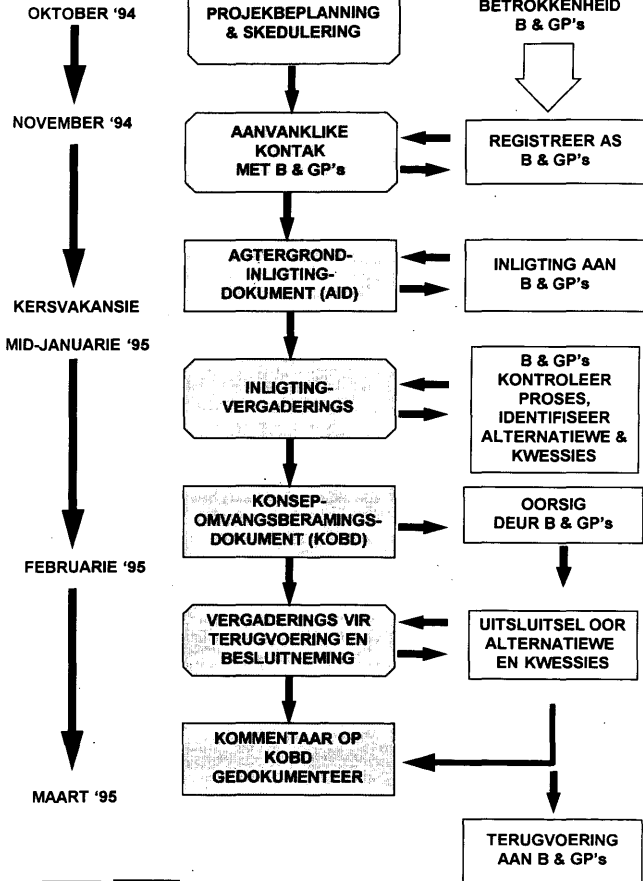 OKTOBER '94
PROJEKBEPLANNING
& SKEDULERING
BETROKKENHEID
B & GP's
NOVEMBER '94
AANVANKLIKE
KONTAK
MET B & GP's
REGISTREER AS
B & GP's
AGTERGROND-
INLIGTING-
DOKUMENT (AID)
INLIGTING AAN
B & GP's
KERSVAKANSIE
MID-JANUARIE '95
INLIGTING-
VERGADERINGS
B & GP's
KONTROLEER
PROSES,
IDENTIFISEER
ALTERNATIEWE &
KWESSIES
KONSEP-
OMVANGSBERAMINGS-
DOKUMENT (KOBD)
OORSIG
DEUR B & GP's
FEBRUARIE '95
VERGADERINGS VIR
TERUGVOERING EN
BESLUITNEMING
UITSLUITSEL OOR
ALTERNATIEWE
EN KWESSIES
KOMMENTAAR OP
KOBD
GEDOKUMENTEER
MAART '95
TERUGVOERING
AAN B & GP's